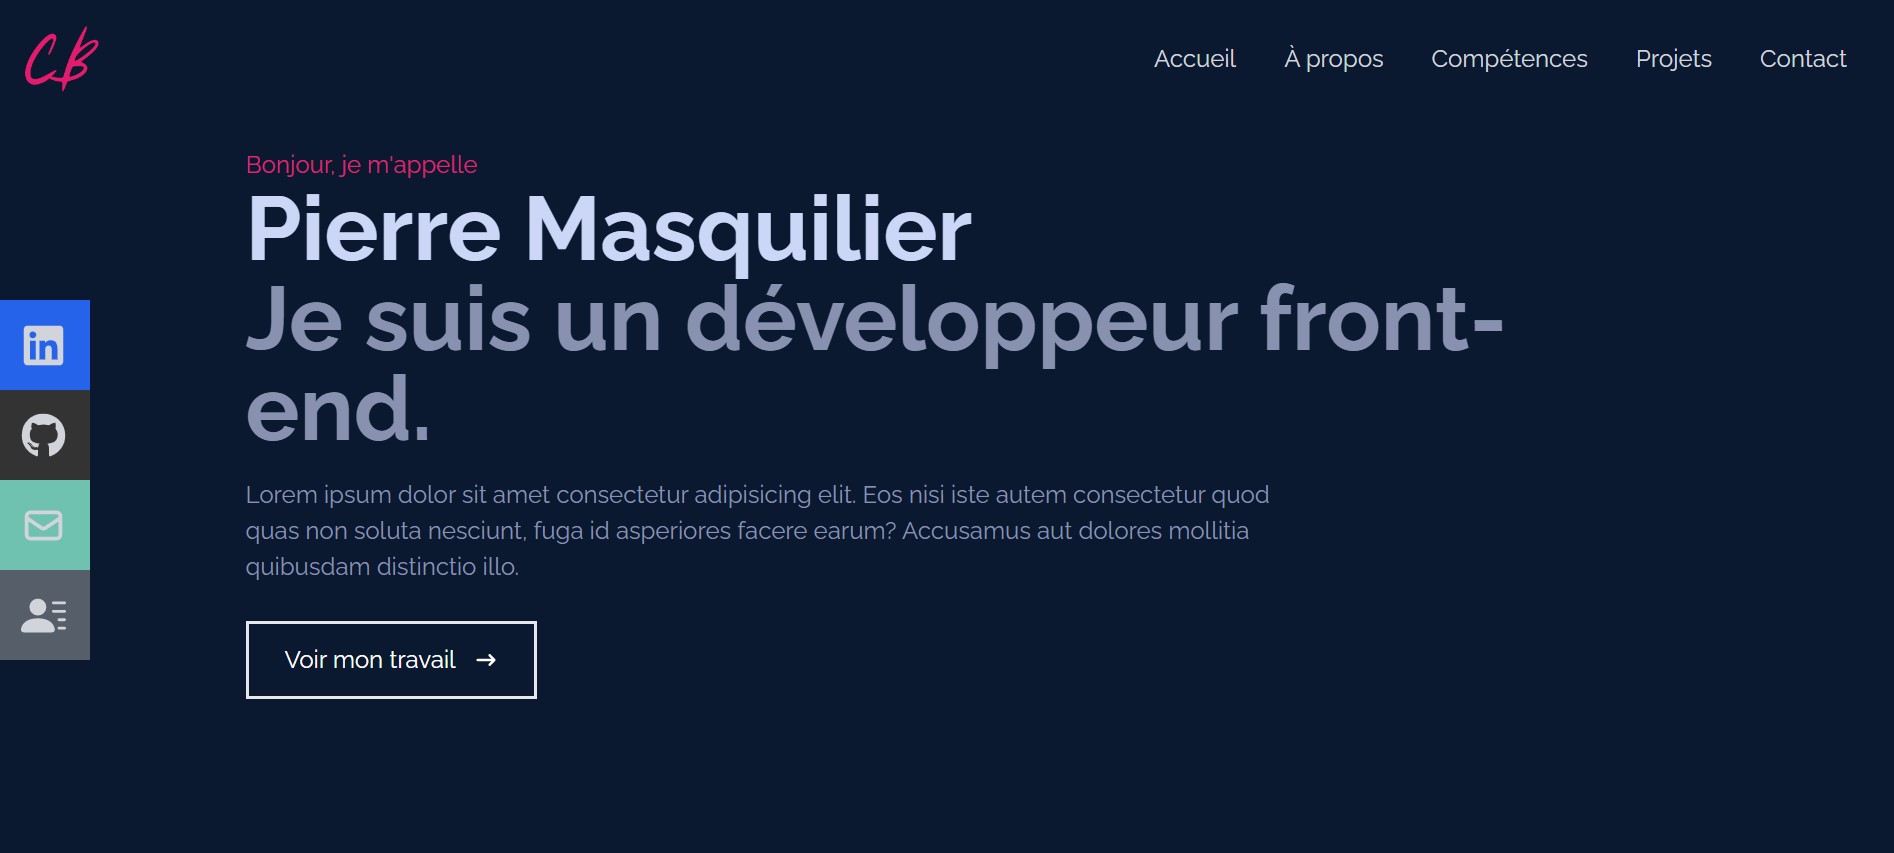 CB
Accueil À propos Compétences Projets Contact
Bonjour, je m'appelle
Pierre Masquilier
Je suis un développeur front-
end.
in
Lorem ipsum dolor sit amet consectetur adipisicing elit. Eos nisi iste autem consectetur quod
quas non soluta nesciunt, fuga id asperiores facere earum? Accusamus aut dolores mollitia
quibusdam distinctio illo.
Voir mon travail →